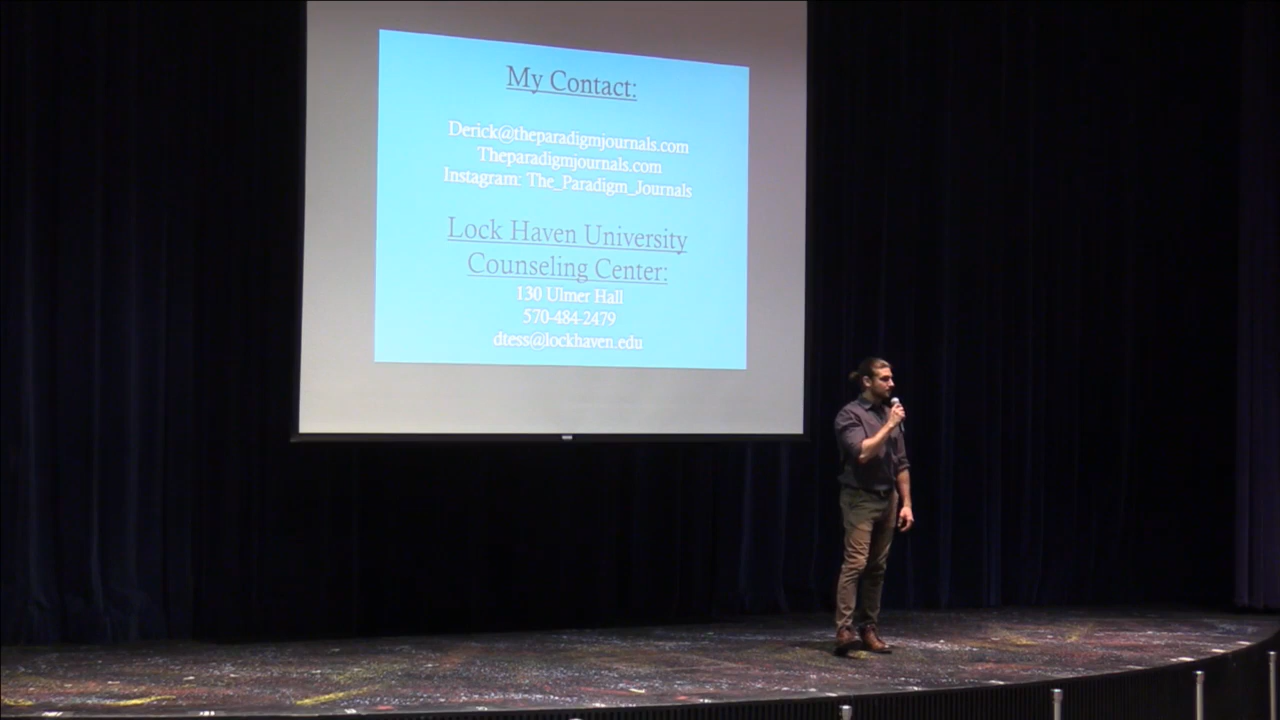 My Contact:
Derick@theparadigmjournals.com
Theparadigmjournals.com
Instagram: The_Paradigm_Journals
Lock Haven University
Counseling Center:
130 Ulmer Hall
570-484-2479
dtess@lockhaven.edu